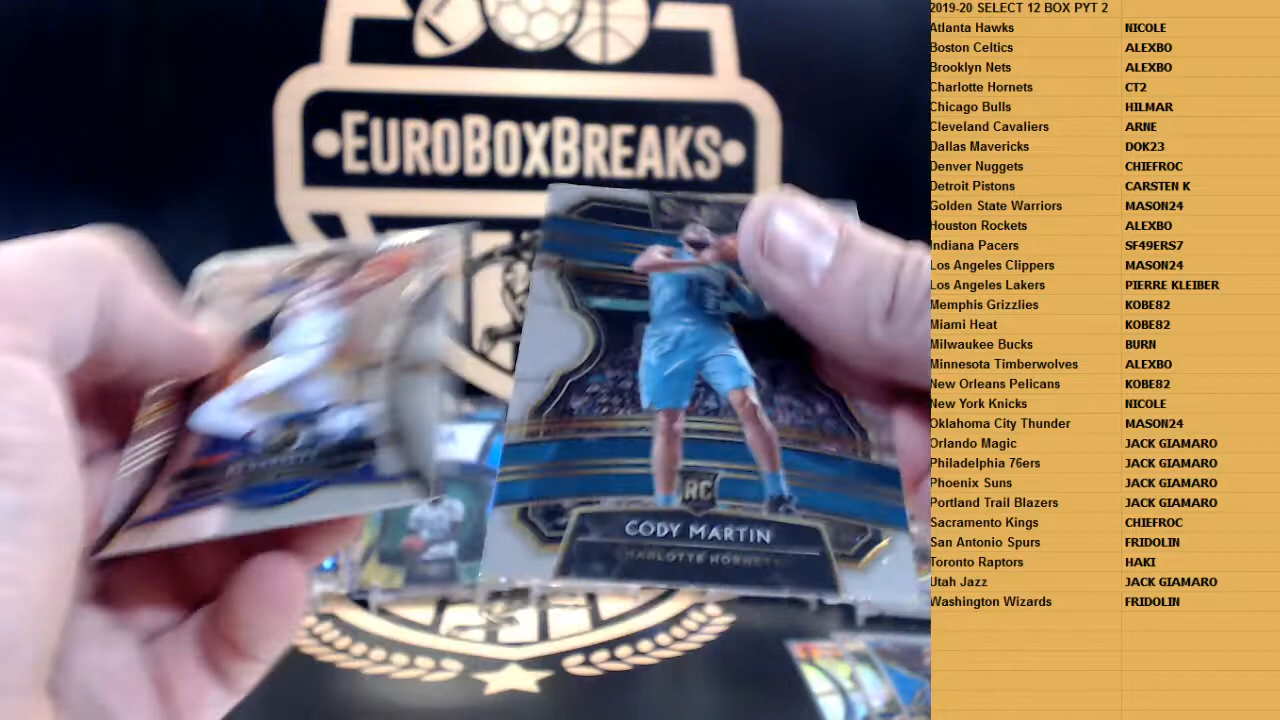 2019-20 SELECT 12 BOX PYT 2
Atlanta Hawks NICOLE
Boston Celtics ALEXBO
Brooklyn Nets ALEXBO
Charlotte Hornets CT2
Chicago Bulls HILMAR
Cleveland Cavaliers ARNE
Dallas Mavericks DOK23
Denver Nuggets CHIEFROC
Detroit Pistons CARSTEN K
Golden State Warriors MASON24
Houston Rockets ALEXBO
Indiana Pacers SF49ERS7
Los Angeles Clippers MASON24
Los Angeles Lakers PIERRE KLEIBER
Memphis Grizzlies KOBE82
Miami Heat KOBE82
Milwaukee Bucks BURN
Minnesota Timberwolves ALEXBO
New Orleans Pelicans KOBE82
New York Knicks NICOLE
Oklahoma City Thunder MASON24
Orlando Magic JACK GIAMARO
Philadelphia 76ers JACK GIAMARO
Phoenix Suns JACK GIAMARO
Portland Trail Blazers JACK GIAMARO
Sacramento Kings CHIEFROC
San Antonio Spurs FRIDOLIN
Toronto Raptors HAKI
Utah Jazz JACK GIAMARO
Washington Wizards FRIDOLIN
•EUROBOXBREAKS•
RC
CODY MARTIN
CHARLOTTE HORNETS